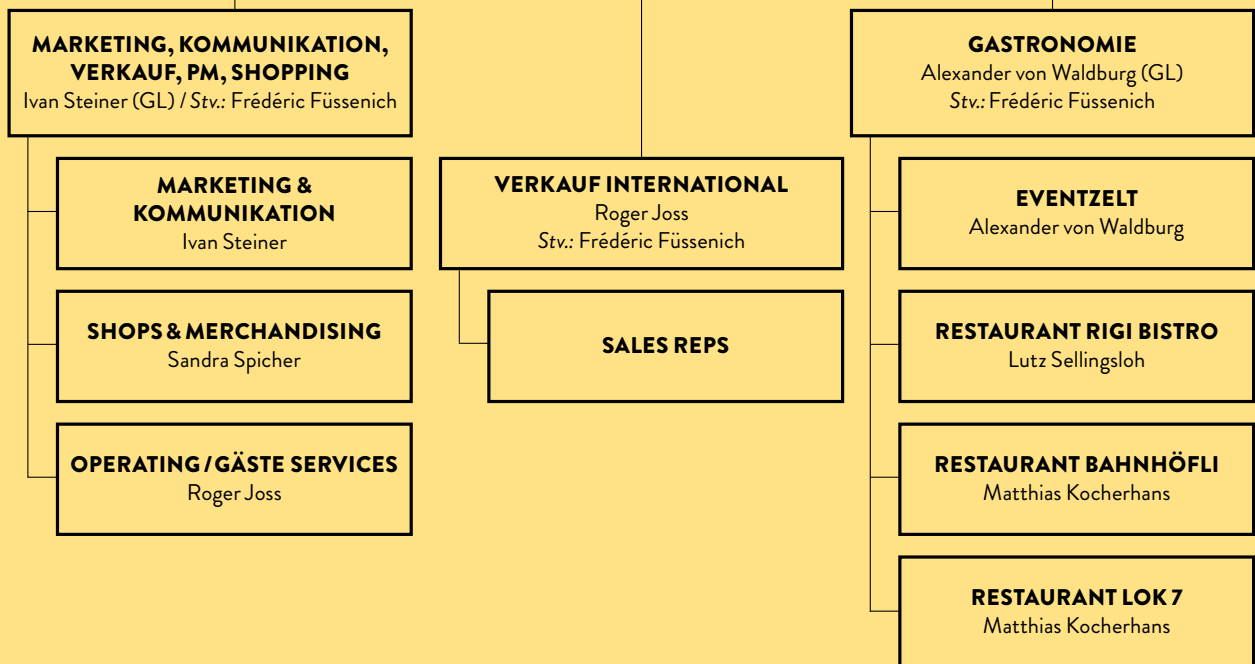 MARKETING, KOMMUNIKATION,
VERKAUF, PM, SHOPPING
Ivan Steiner (GL) / Stv.: Frédéric Füssenich
MARKETING &
KOMMUNIKATION
Ivan Steiner
SHOPS & MERCHANDISING
Sandra Spicher
OPERATING / GÄSTE SERVICES
Roger Joss
VERKAUF INTERNATIONAL
Roger Joss
Stv.: Frédéric Füssenich
SALES REPS
GASTRONOMIE
Alexander von Waldburg (GL)
Stv.: Frédéric Füssenich
EVENTZELT
Alexander von Waldburg
RESTAURANT RIGI BISTRO
Lutz Sellingsloh
RESTAURANT BAHNHÖFLI
Matthias Kocherhans
RESTAURANT LOK 7
Matthias Kocherhans